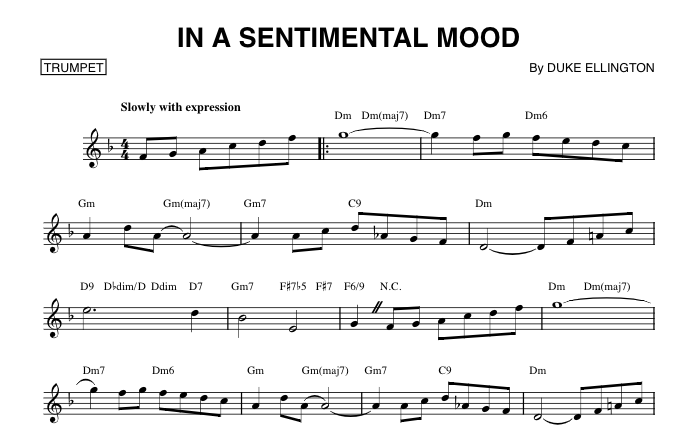 IN A SENTIMENTAL MOOD
TRUMPET
By DUKE ELLINGTON
Slowly with expression
Dm Dm(maj7) Dm7 Dm6
4
4
Gm Gm(maj7) Gm7 C9 Dm
D9 D♭dim/D Ddim D7 Gm7 F♯7♭5 F♯7 F6/9 N.C. Dm Dm(maj7)
Dm7 Dm6 Gm Gm(maj7) Gm7 C9 Dm